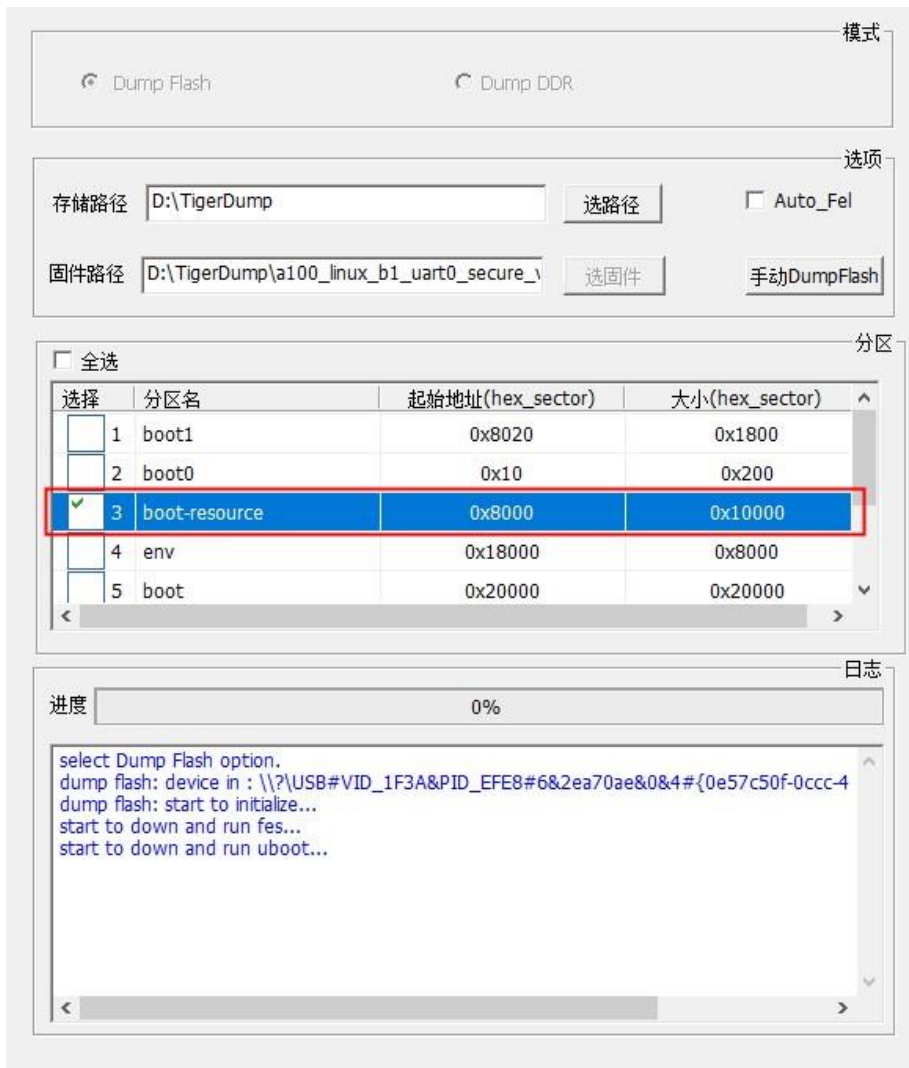 模式
Dump Flash Dump DDR
选项
存储路径 D:\TigerDump 选路径 Auto_Fel
固件路径 D:\TigerDump\a100_linux_b1_uart0_secure_ 选固件 手动DumpFlash
分区
全选
选择 分区名 起始地址(hex_sector) 大小(hex_sector)
1 boot1 0x8020 0x1800
2 boot0 0x10 0x200
3 boot-resource 0x8000 0x10000
4 env 0x18000 0x8000
5 boot 0x20000 0x20000
日志
进度 0%
select Dump Flash option.
dump flash: device in : \\?\USB#VID_1F3A&PID_EFE8#6&2ea70ae&0&4#{0e57c50f-0ccc-4
dump flash: start to initialize...
start to down and run fes...
start to down and run uboot...